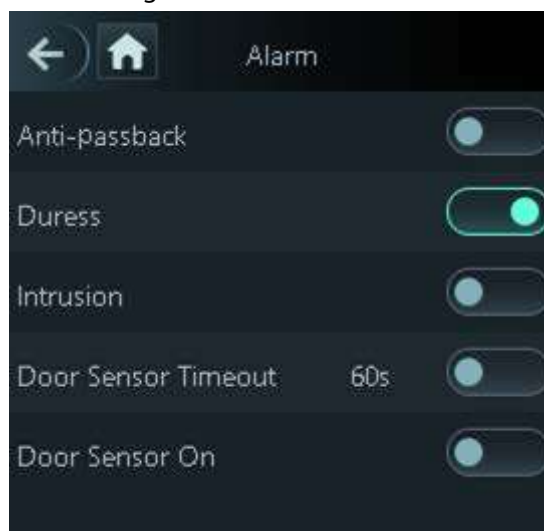 Alarm
Anti-passback
Duress
Intrusion
Door Sensor Timeout 60s
Door Sensor On